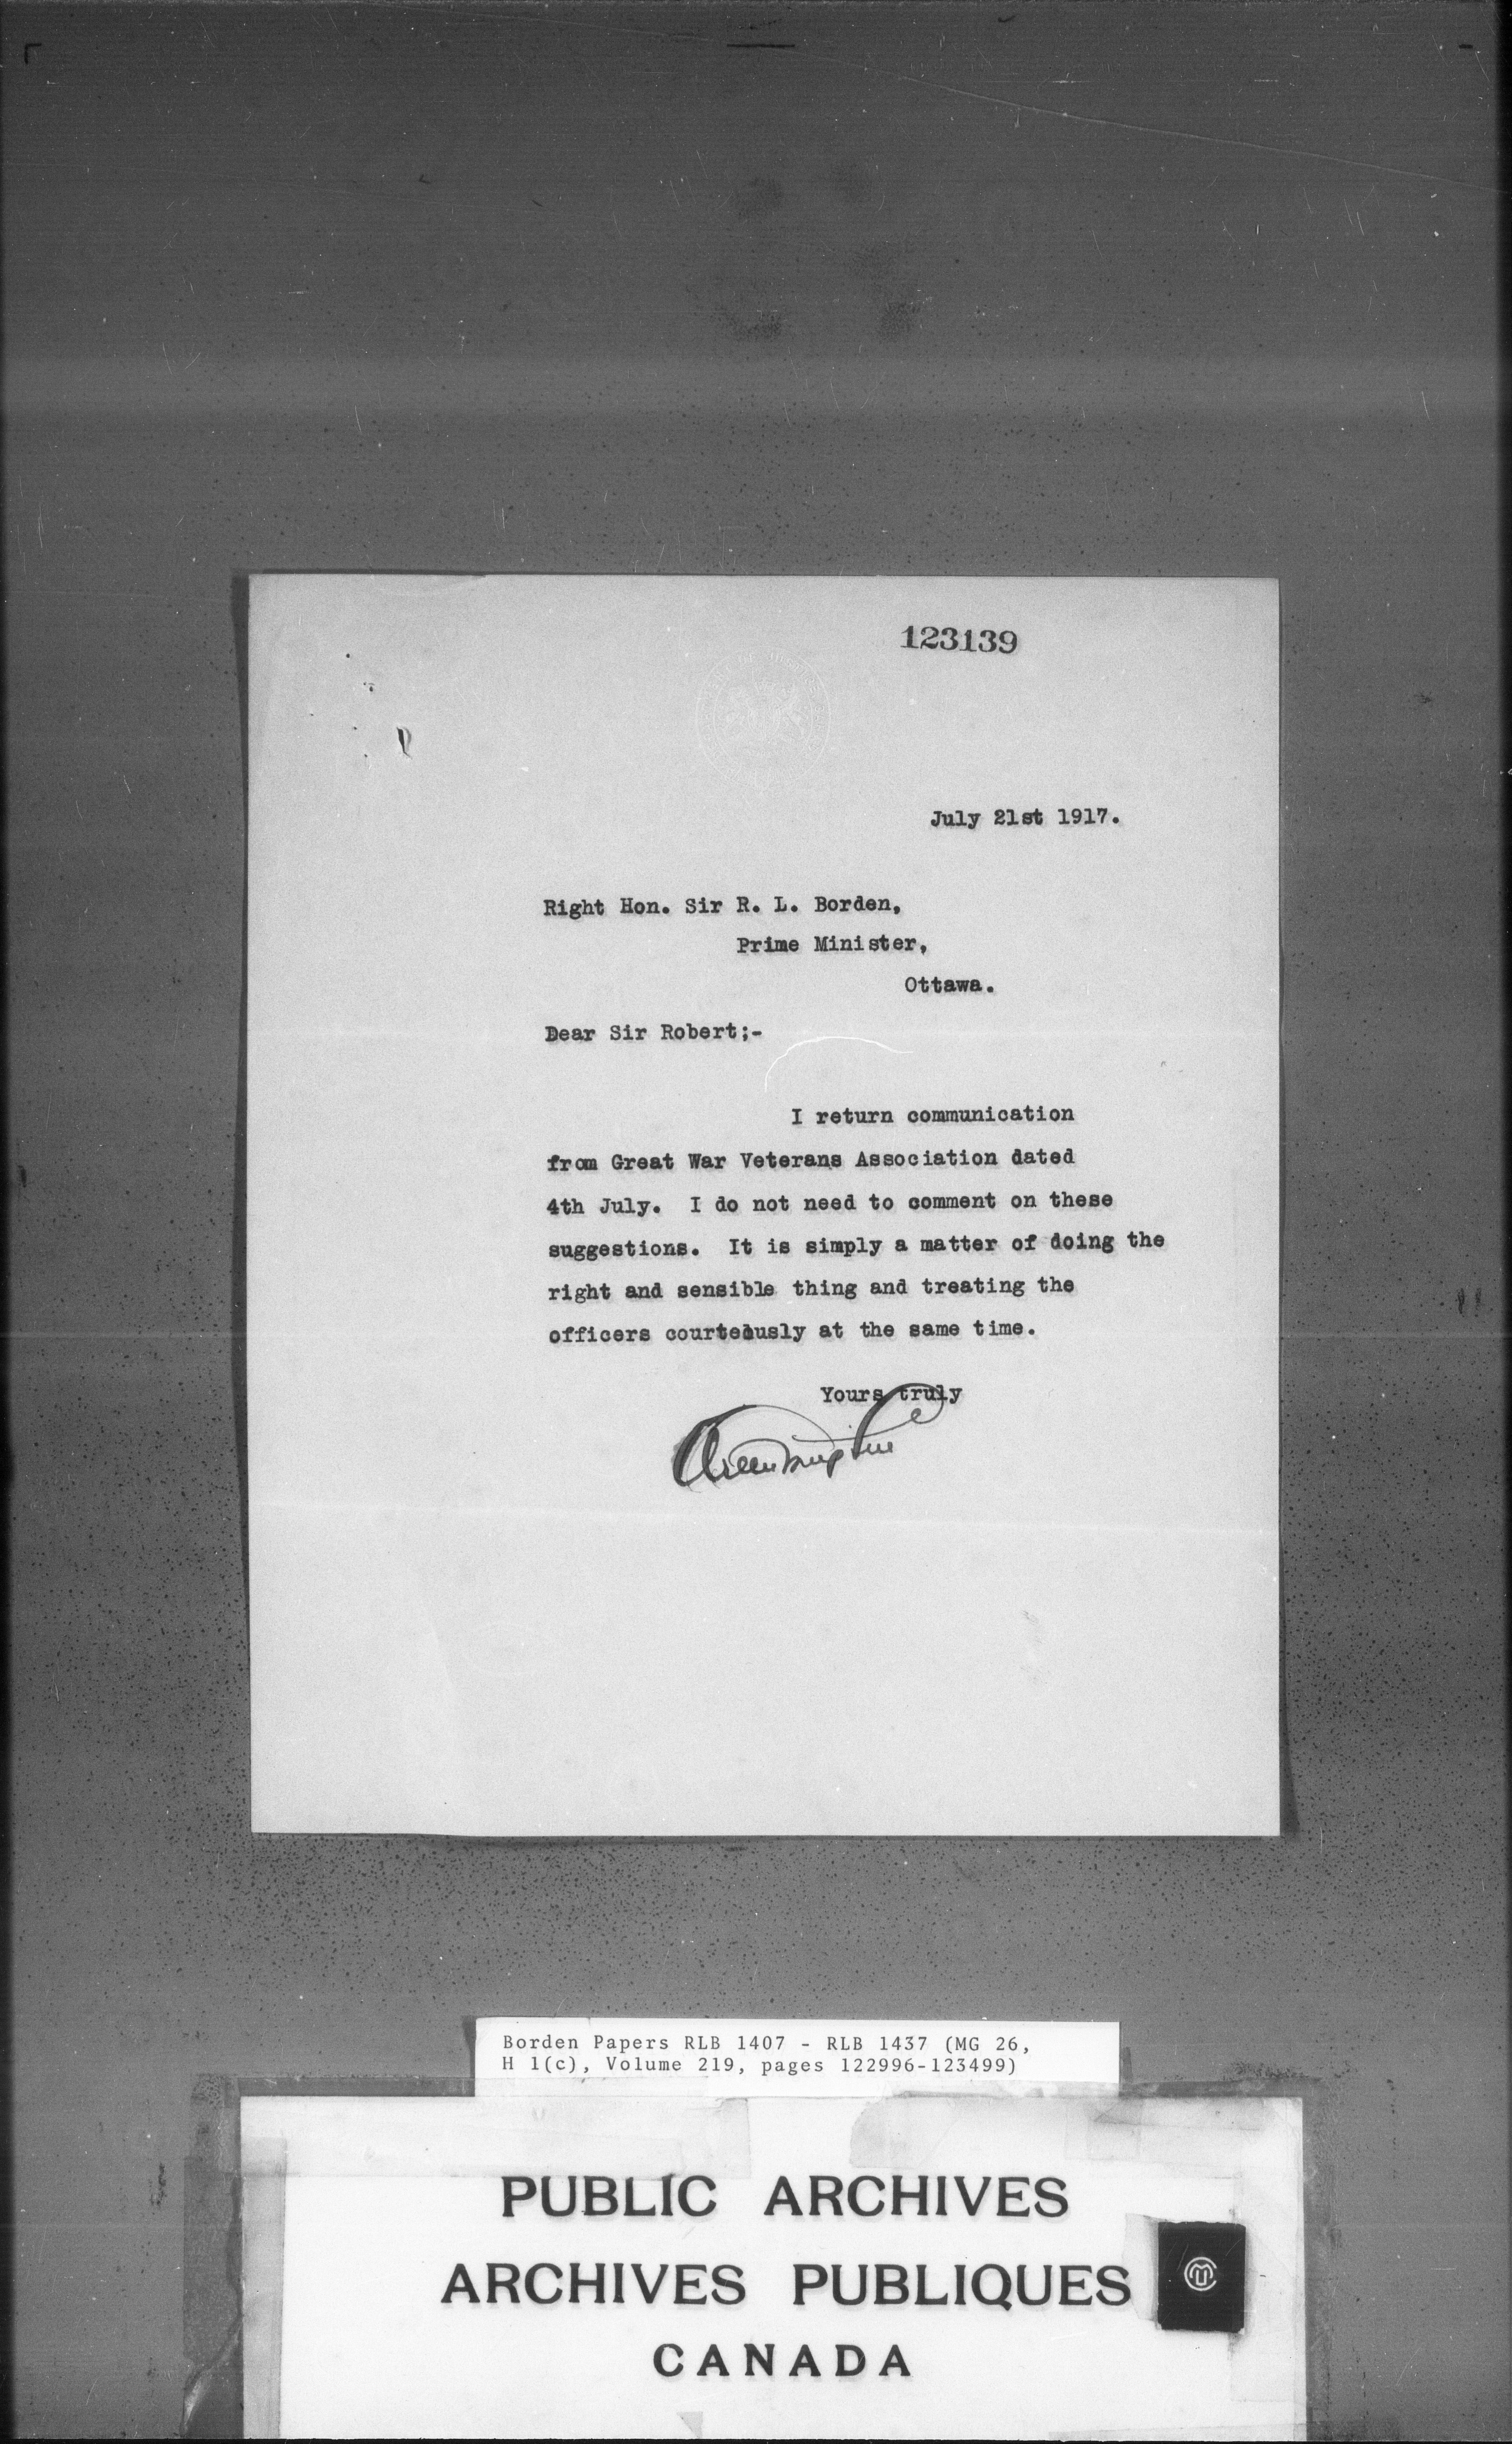 123139
July 21st 1917.
Right Hon. Sir R. L. Borden,
Prime Minister,
Ottawa.
Dear Sir Robert;-
I return communication
from Great War Veterans Association dated
4th July. I do not need to comment on these
suggestions. It is simply a matter of doing the
right and sensible thing and treating the
officers courteously at the same time.
Yours truly
Borden Papers RLB 1407 - RLB 1437 (MG 26,
H 1(c), Volume 219, pages 122996-123499)
PUBLIC ARCHIVES
ARCHIVES PUBLIQUES
CANADA